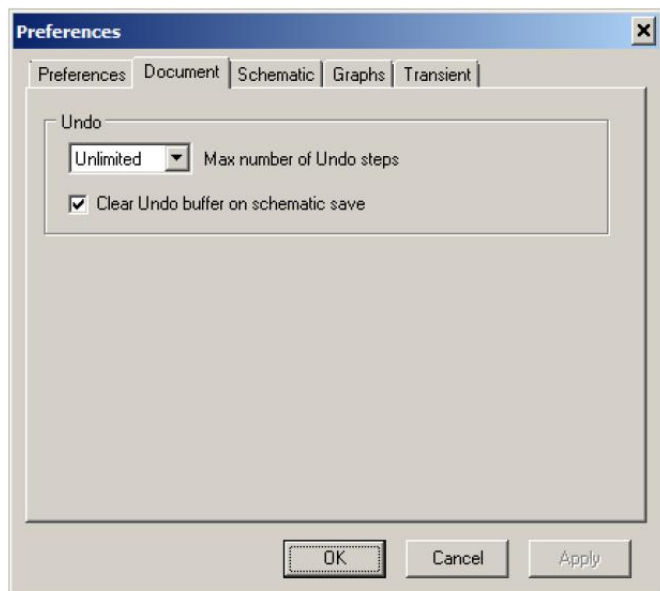 Preferences
Preferences Document Schematic Graphs Transient
Undo
Unlimited Max number of Undo steps
Clear Undo buffer on schematic save
OK Cancel Apply